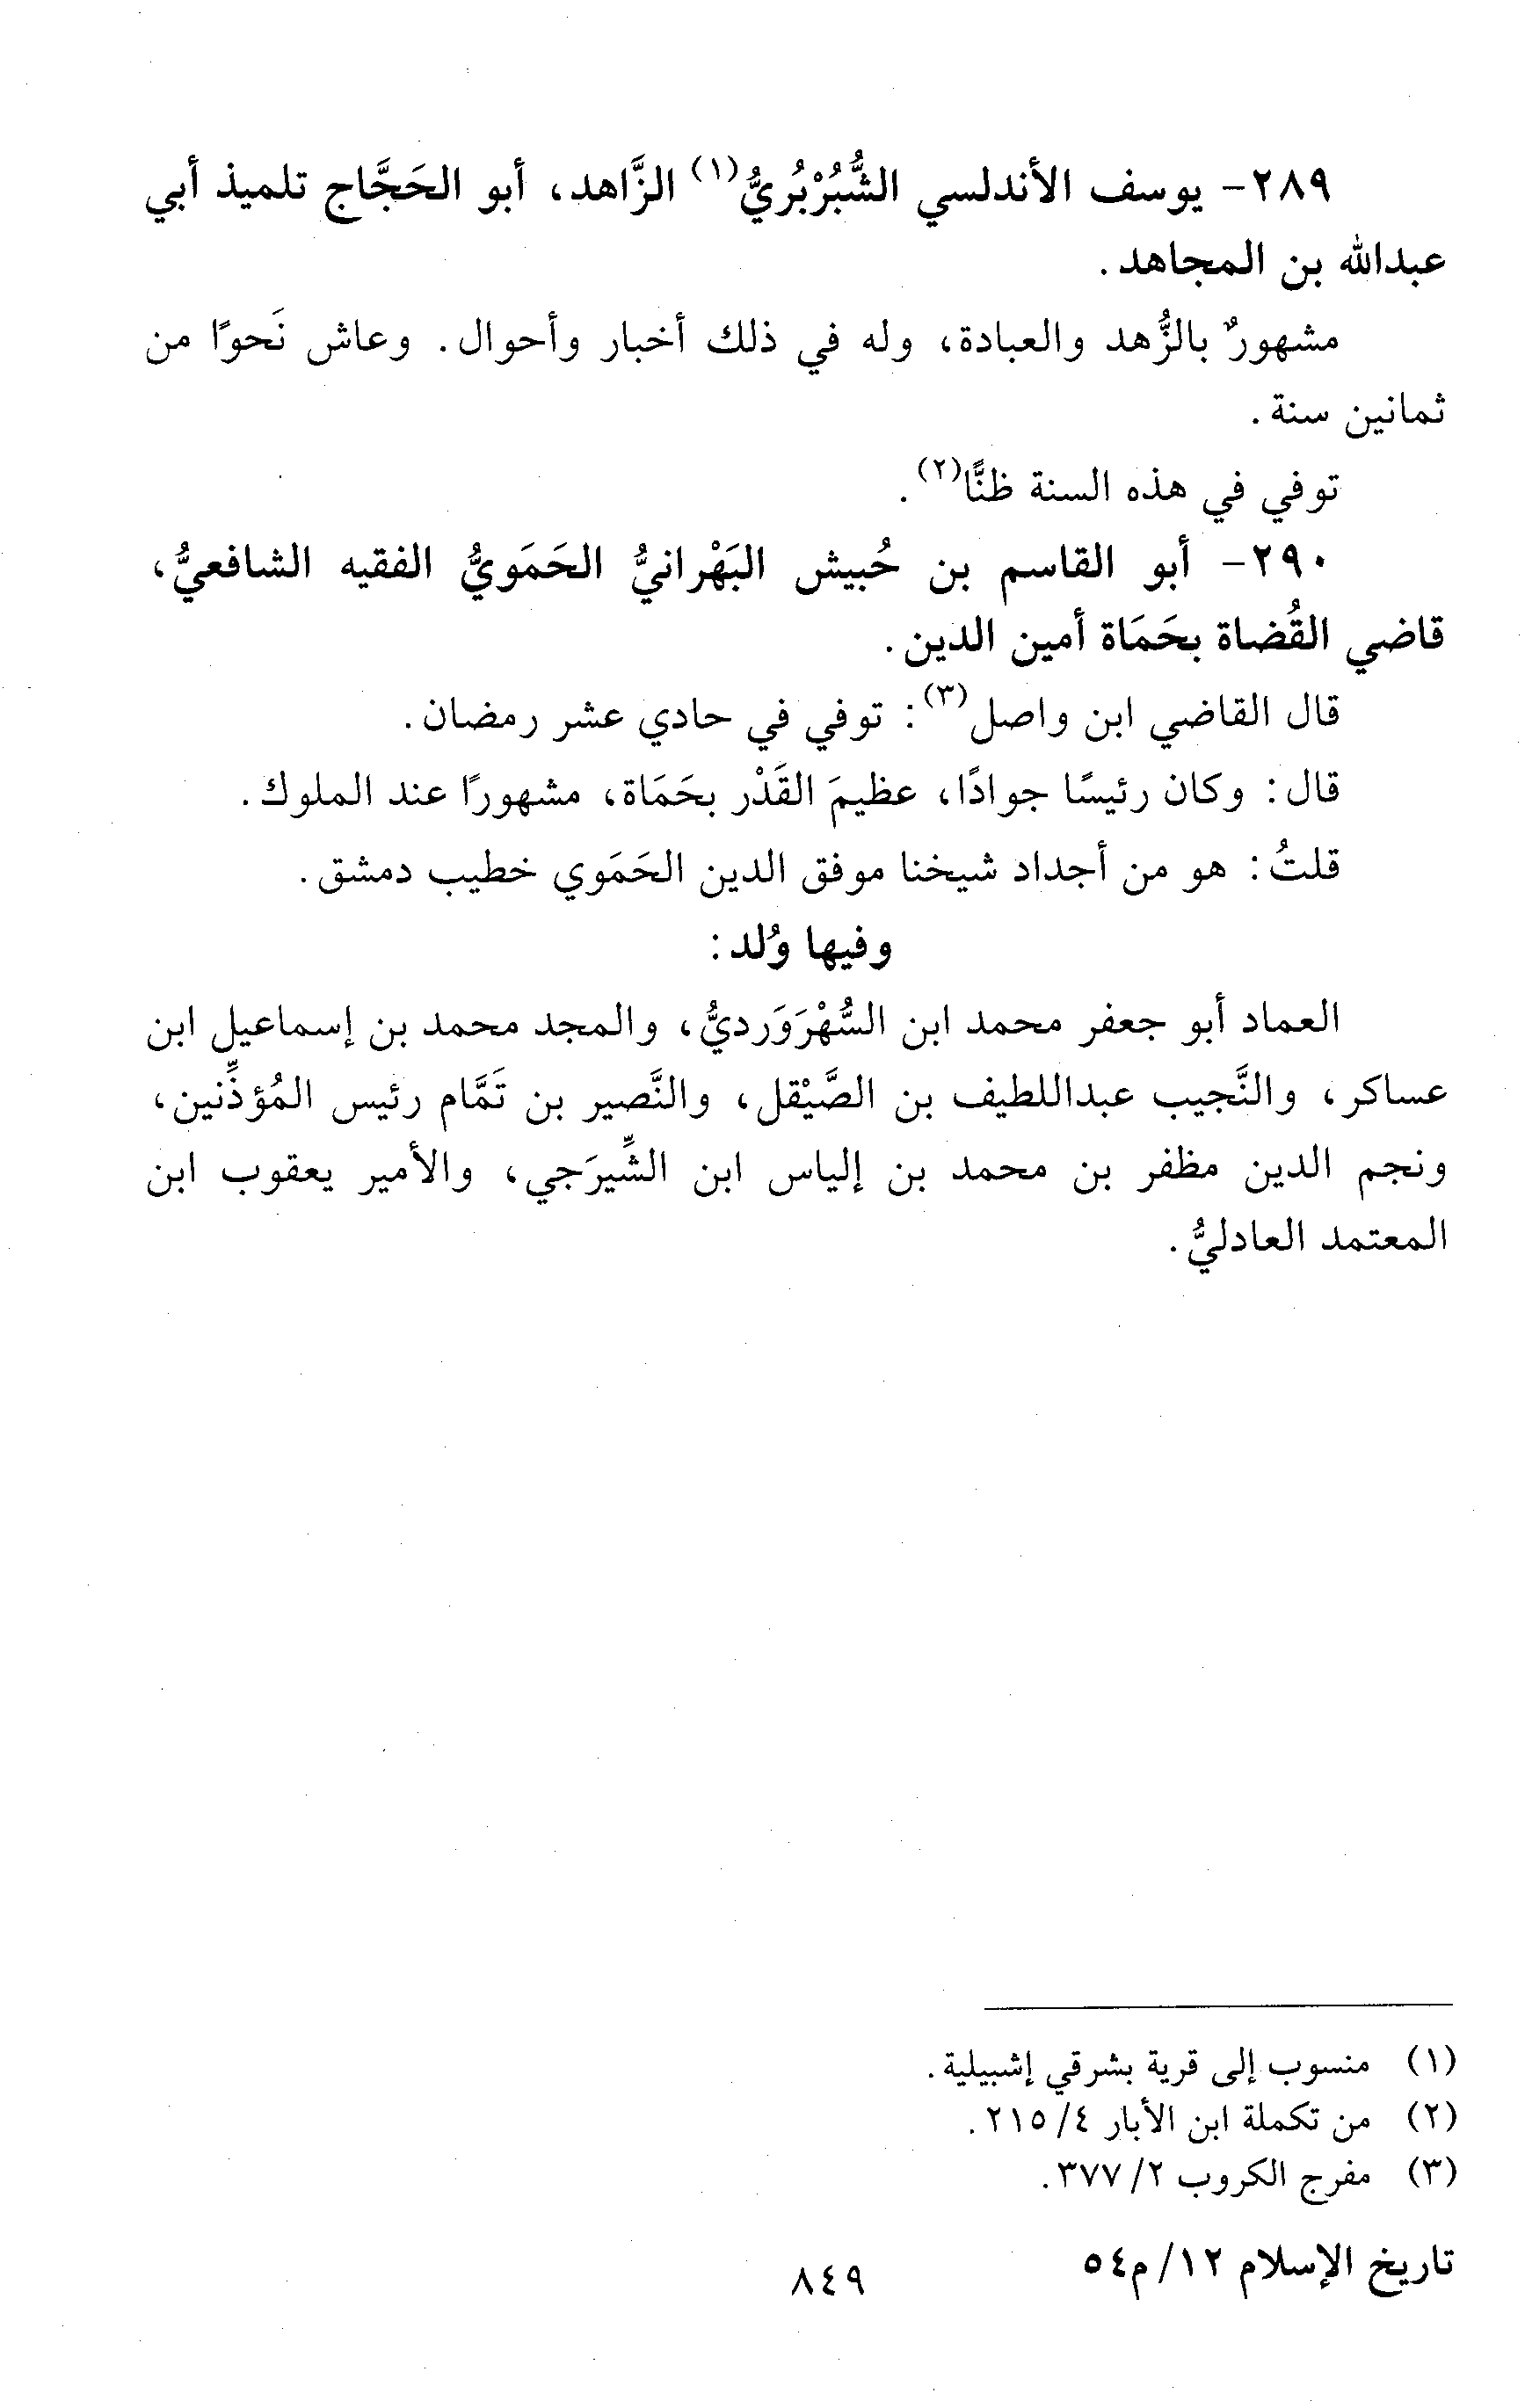 ٢٨٩- يوسف الأندلسي الشُّبُرْبُريُّ(١) الزَّاهد، أبو الحَجَّاج تلميذ أبي
عبدالله بن المجاهد.
مشهورٌ بالزُّهد والعبادة، وله في ذلك أخبار وأحوال. وعاش نَحوًا من
ثمانين سنة.
توفي في هذه السنة ظنًّا(٢).
٢٩٠- أبو القاسم بن حُبيش البَهْرانيُّ الحَمَويُّ الفقيه الشافعيُّ،
قاضي القُضاة بحَمَاة أمين الدين.
قال القاضي ابن واصل(٣): توفي في حادي عشر رمضان.
قال: وكان رئيسًا جوادًا، عظيمَ القَدْر بحَمَاة، مشهورًا عند الملوك.
قلتُ: هو من أجداد شيخنا موفق الدين الحَمَوي خطيب دمشق.
وفيها وُلد:
العماد أبو جعفر محمد ابن السُّهْرَوَرديُّ، والمجد محمد بن إسماعيل ابن
عساكر، والنَّجيب عبداللطيف بن الصَّيْقل، والنَّصير بن تَمَّام رئيس المُؤذِّنين،
ونجم الدين مظفر بن محمد بن إلياس ابن الشِّيرَجي، والأمير يعقوب ابن
المعتمد العادليُّ.
(١) منسوب إلى قرية بشرقي إشبيلية.
(٢) من تكملة ابن الأبار ٤/ ٢١٥.
(٣) مفرج الكروب ٢/ ٣٧٧.
تاريخ الإسلام ١٢/ م٥٤
٨٤٩